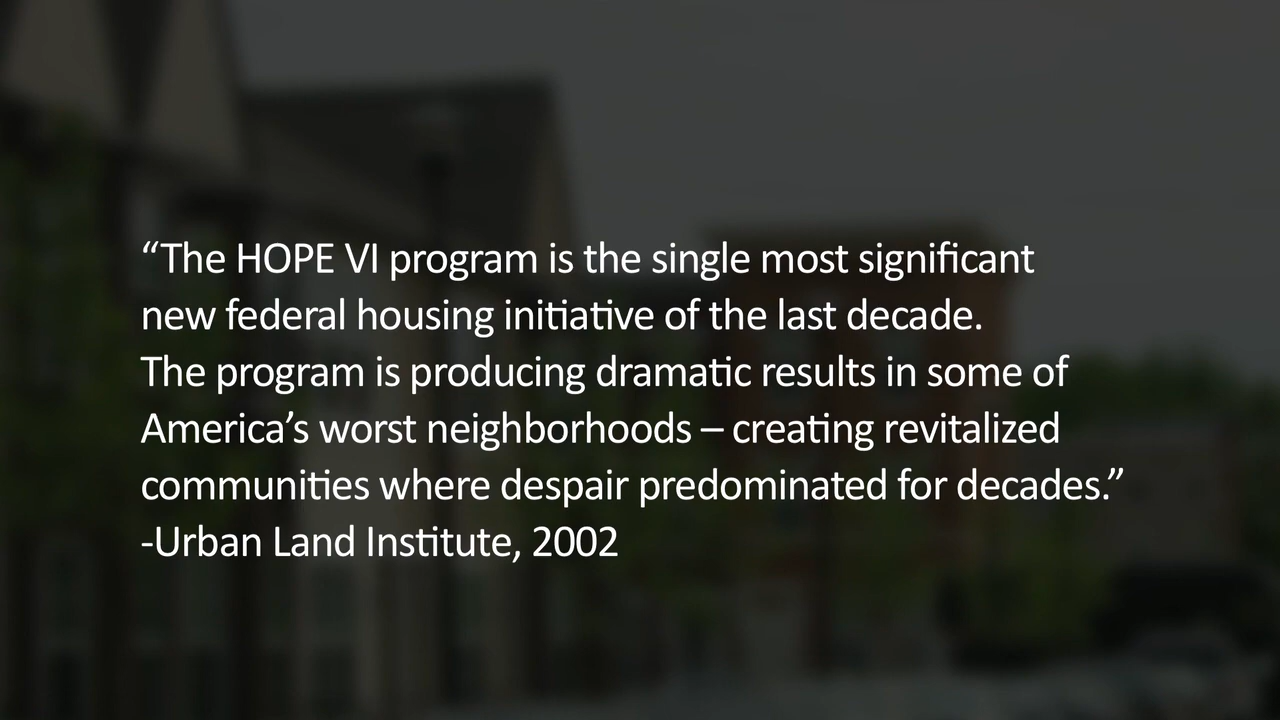 “The HOPE VI program is the single most significant
new federal housing initiative of the last decade.
The program is producing dramatic results in some of
America’s worst neighborhoods – creating revitalized
communities where despair predominated for decades.”
-Urban Land Institute, 2002